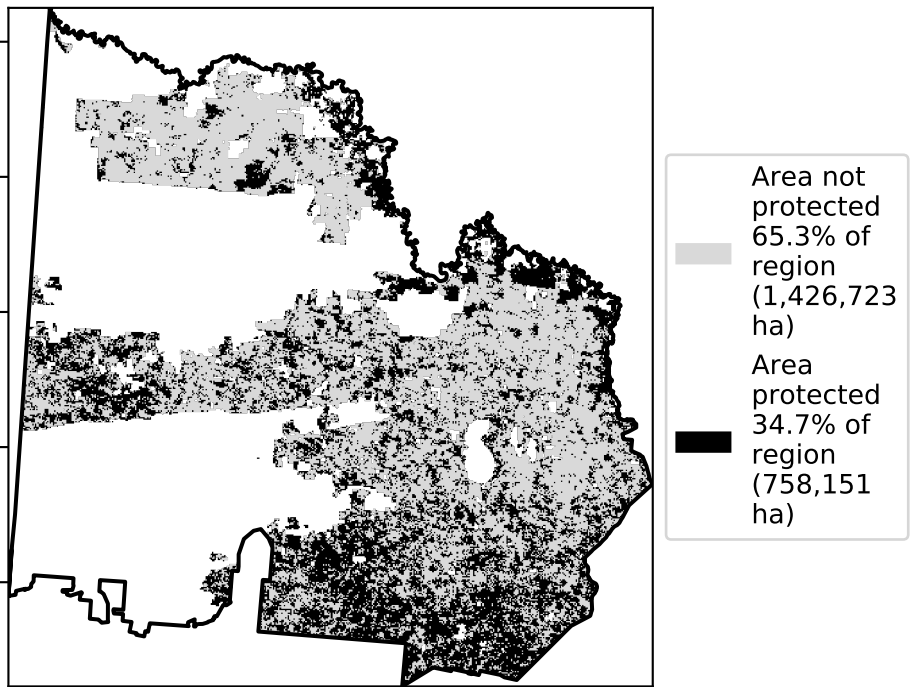 Area not
protected
65.3% of
region
(1,426,723
ha)
Area
protected
34.7% of
region
(758,151
ha)